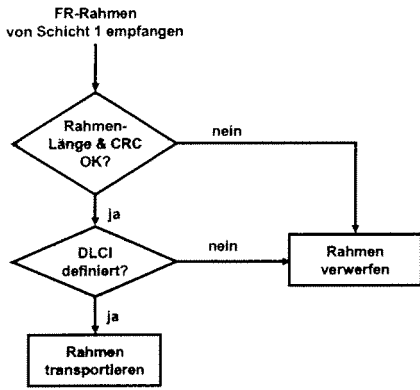 FR-Rahmen
von Schicht 1 empfangen
Rahmen-
Länge & CRC
OK?
nein
ja
DLCI
definiert?
nein
Rahmen
verwerfen
ja
Rahmen
transportieren